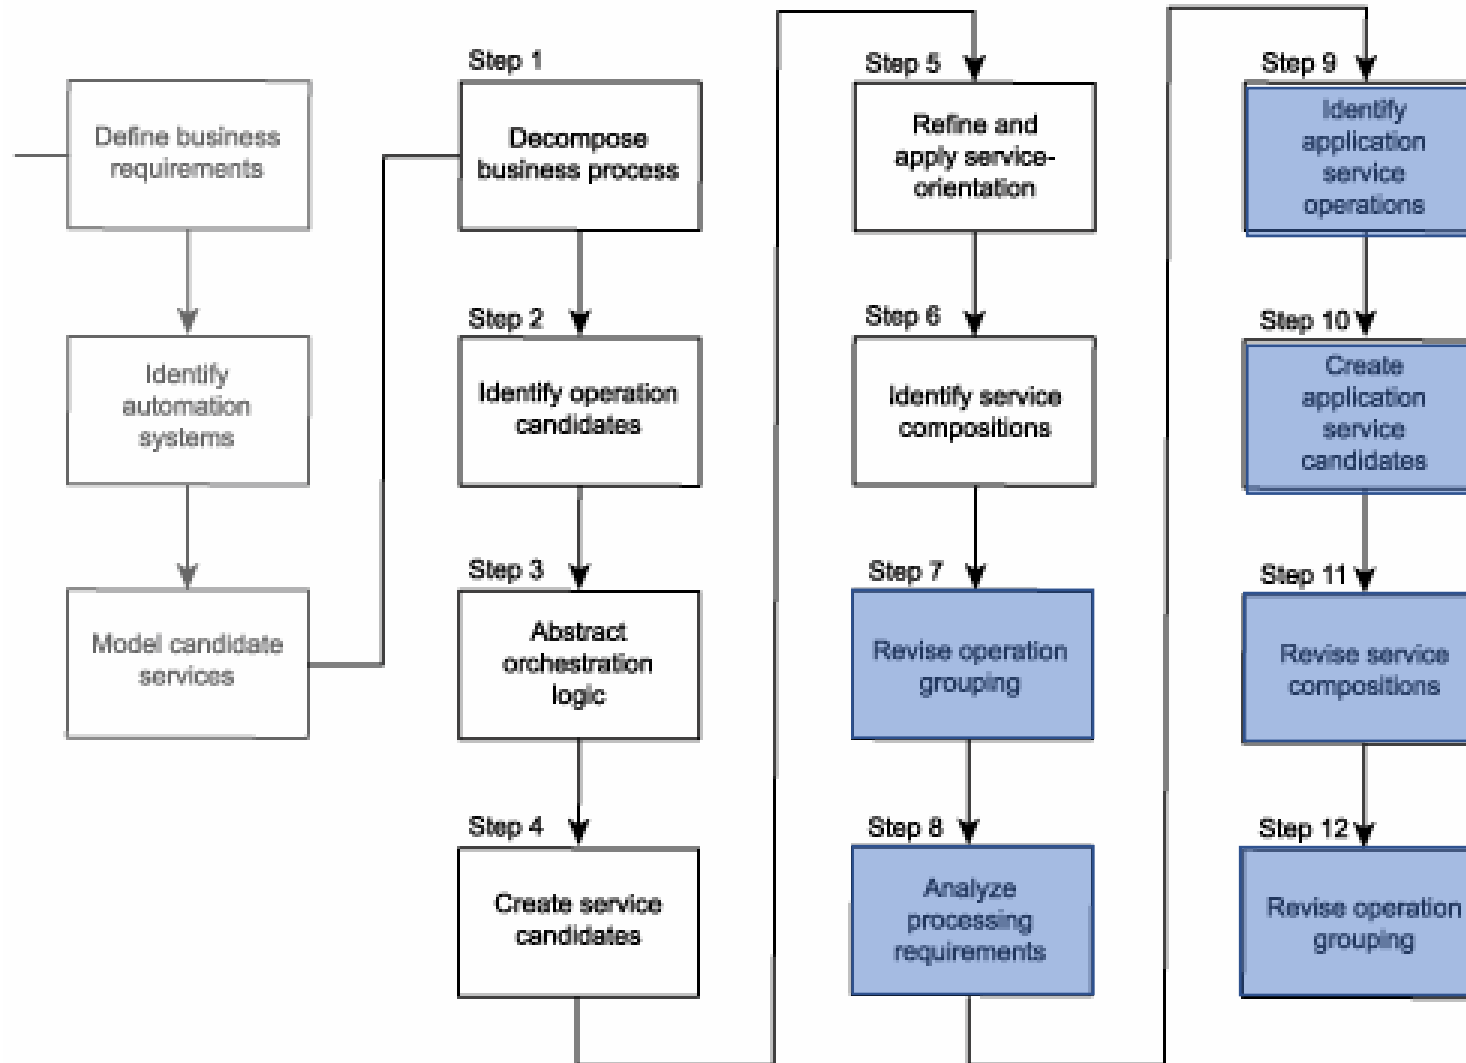 Define business
requirements
Identify
automation
systems
Model candidate
services
Step 1
Decompose
business process
Step 2
Identify operation
candidates
Step 3
Abstract
orchestration
logic
Step 4
Create service
candidates
Step 5
Refine and
apply service-
orientation
Step 6
Identify service
compositions
Step 7
Revise operation
grouping
Step 8
Analyze
processing
requirements
Step 9
Identify
application
service
operations
Step 10
Create
application
service
candidates
Step 11
Revise service
compositions
Step 12
Revise operation
grouping